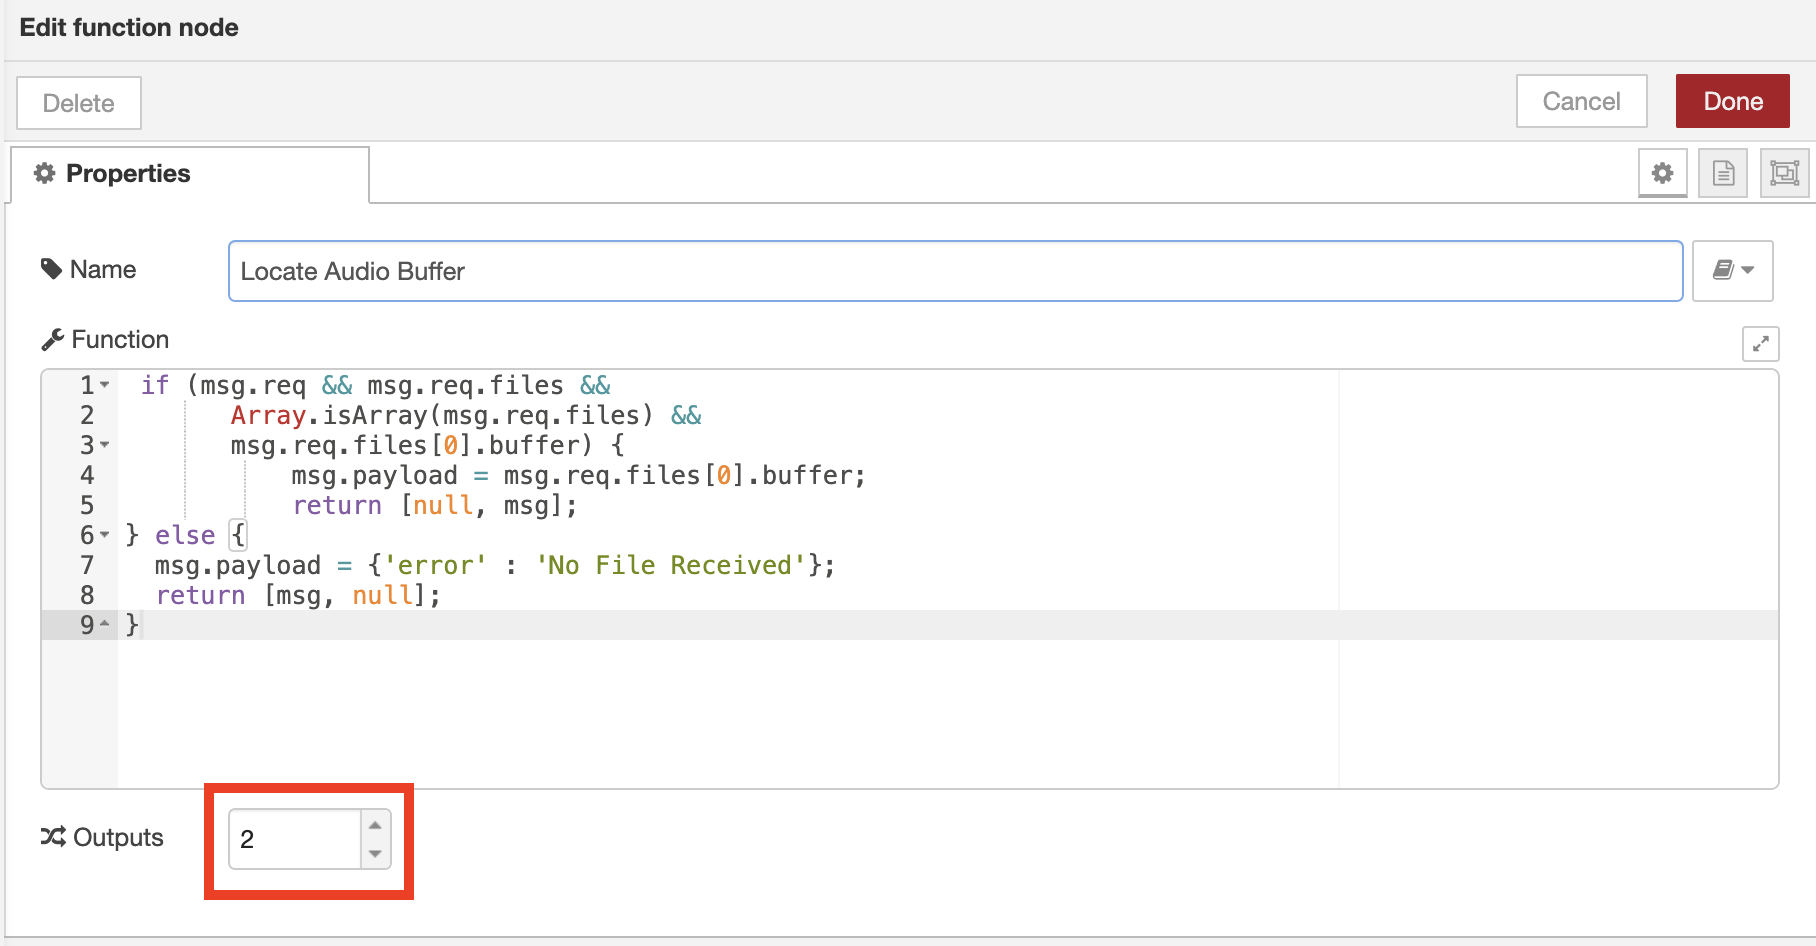 Edit function node
Delete
Cancel
Done
Properties
Name
Locate Audio Buffer
Function
1 if (msg.req && msg.req.files &&
2 Array.isArray(msg.req.files) &&
3 msg.req.files[0].buffer) {
4 msg.payload = msg.req.files[0].buffer;
5 return [null, msg];
6 } else {
7 msg.payload = {'error' : 'No File Received'};
8 return [msg, null];
9 }
Outputs
2